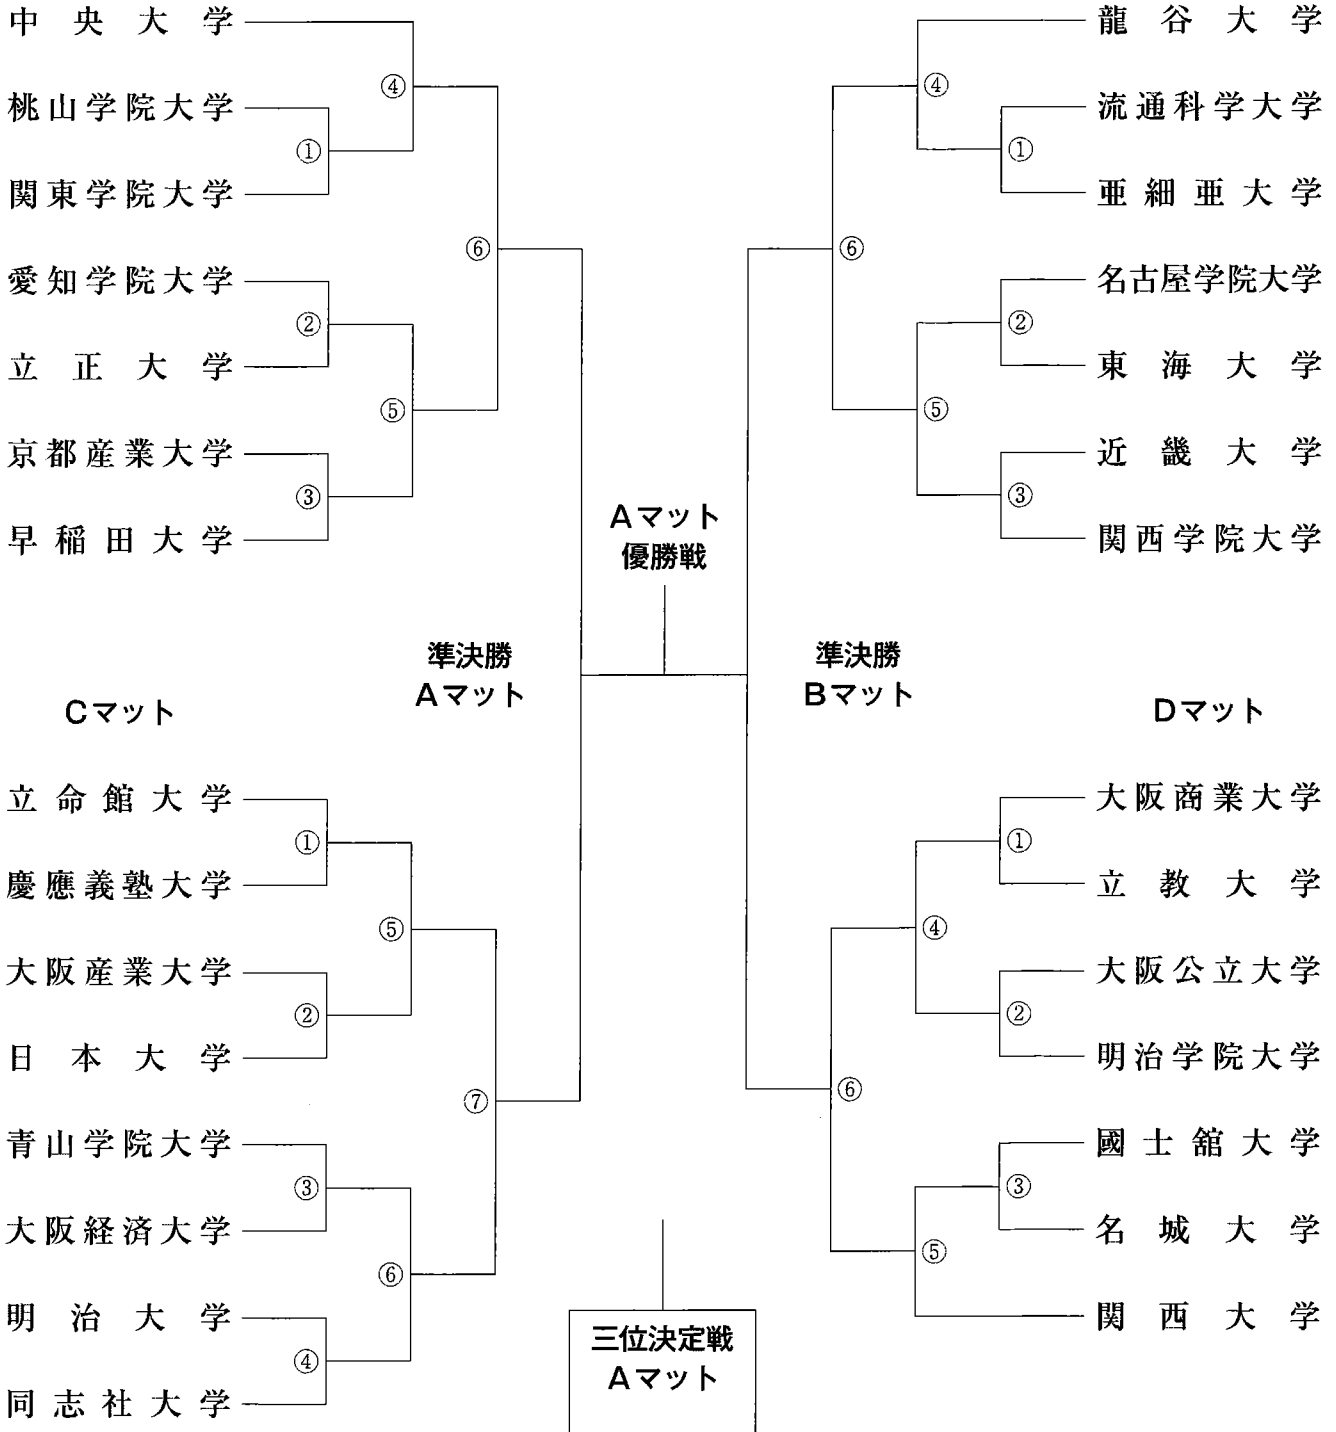 中央大学
④
桃山学院大学
①
関東学院大学
⑥
愛知学院大学
②
立正大学
⑤
京都産業大学
③
早稲田大学
龍谷大学
④
流通科学大学
①
亜細亜大学
⑥
名古屋学院大学
②
東海大学
⑤
近畿大学
③
関西学院大学
Aマット
優勝戦
準決勝
Aマット
準決勝
Bマット
Cマット
立命館大学
①
慶應義塾大学
⑤
大阪産業大学
②
日本大学
⑦
青山学院大学
③
大阪経済大学
⑥
明治大学
④
同志社大学
Dマット
大阪商業大学
①
立教大学
④
大阪公立大学
②
明治学院大学
⑥
國士舘大学
③
名城大学
⑤
関西大学
三位決定戦
Aマット